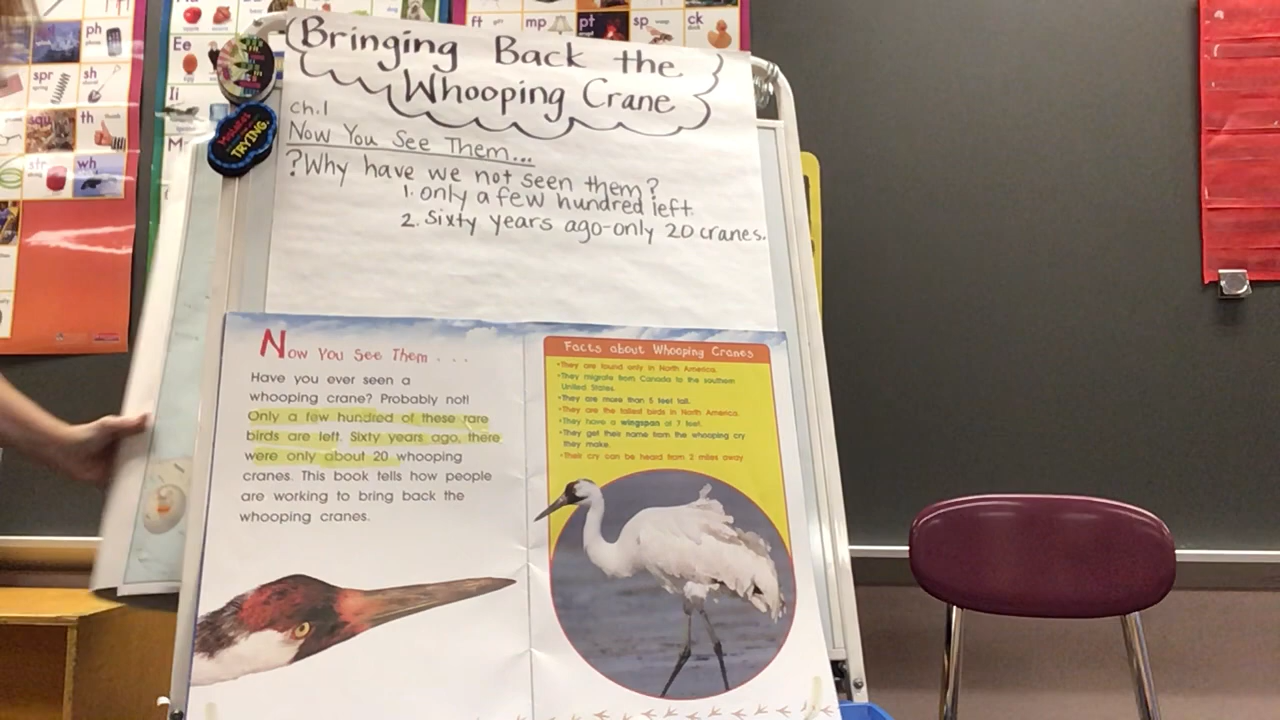 Bringing Back the
Whooping Crane
ch.1
Now You See Them...
?Why have we not seen them?
1. only a few hundred left.
2. Sixty years ago-only 20 cranes.
Now You See Them . . .
Have you ever seen a
whooping crane? Probably not!
Only a few hundred of these rare
birds are left. Sixty years ago, there
were only about 20 whooping
cranes. This book tells how people
are working to bring back the
whooping cranes.
Facts about Whooping Cranes
•They are found only in North America.
•They migrate from Canada to the southern
United States.
•They are more than 5 feet tall.
•They are the tallest birds in North America.
•They have a wingspan of 7 feet.
•They get their name from the whooping cry
they make.
•Their cry can be heard from 2 miles away
TRYING.
ph
spr
sh
squ
th
str
wh
Ee
Ii
ft
mp
pt
sp
ck